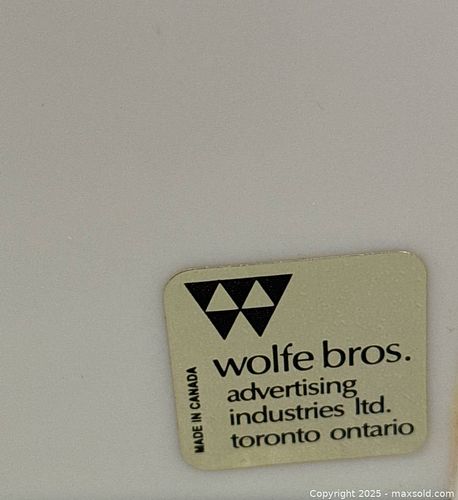 MADE IN CANADA
wolfe bros.
advertising
industries ltd.
toronto ontario
Copyright 2025 - maxsold.com